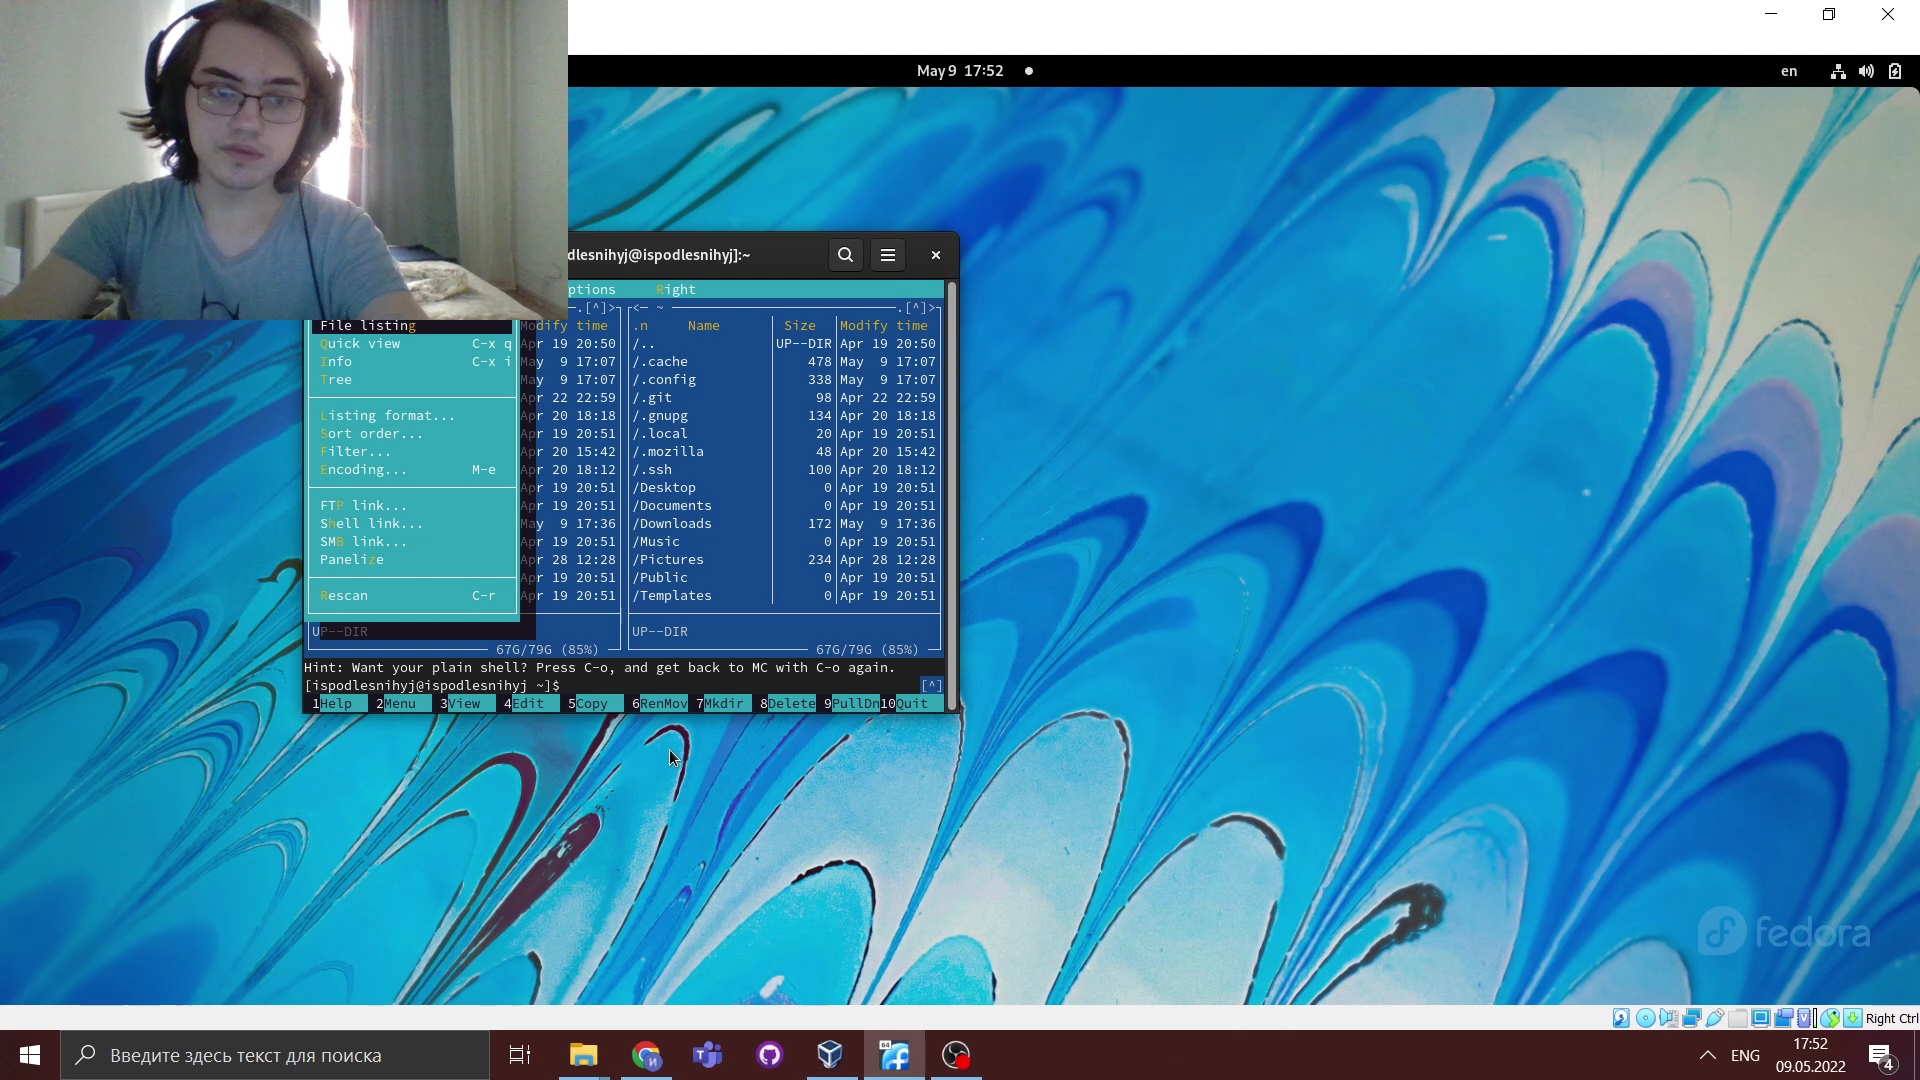 May 9 17:52
en
dlesnihyj@ispodlesnihyj]:~
ptions Right
.[^]>
<— ~ .[^]>
File listing Modify time .n Name Size Modify time
Quick view C-x q Apr 19 20:50 /.. UP--DIR Apr 19 20:50
Info C-x i May 9 17:07 /.cache 478 May 9 17:07
Tree May 9 17:07 /.config 338 May 9 17:07
Apr 22 22:59 /.git 98 Apr 22 22:59
Listing format... Apr 20 18:18 /.gnupg 134 Apr 20 18:18
Sort order... Apr 19 20:51 /.local 20 Apr 19 20:51
Filter... Apr 20 15:42 /.mozilla 48 Apr 20 15:42
Encoding... M-e Apr 20 18:12 /.ssh 100 Apr 20 18:12
Apr 19 20:51 /Desktop 0 Apr 19 20:51
FTP link... Apr 19 20:51 /Documents 0 Apr 19 20:51
Shell link... May 9 17:36 /Downloads 172 May 9 17:36
SMB link... Apr 19 20:51 /Music 0 Apr 19 20:51
Panelize Apr 28 12:28 /Pictures 234 Apr 28 12:28
Apr 19 20:51 /Public 0 Apr 19 20:51
Rescan C-r Apr 19 20:51 /Templates 0 Apr 19 20:51
UP--DIR UP--DIR
67G/79G (85%) 67G/79G (85%)
Hint: Want your plain shell? Press C-o, and get back to MC with C-o again.
[ispodlesnihyj@ispodlesnihyj ~]$ [^]
1Help 2Menu 3View 4Edit 5Copy 6RenMov 7Mkdir 8Delete 9PullDn 10Quit
fedora
Right Ctrl
Введите здесь текст для поиска
64
ENG
17:52
09.05.2022
4